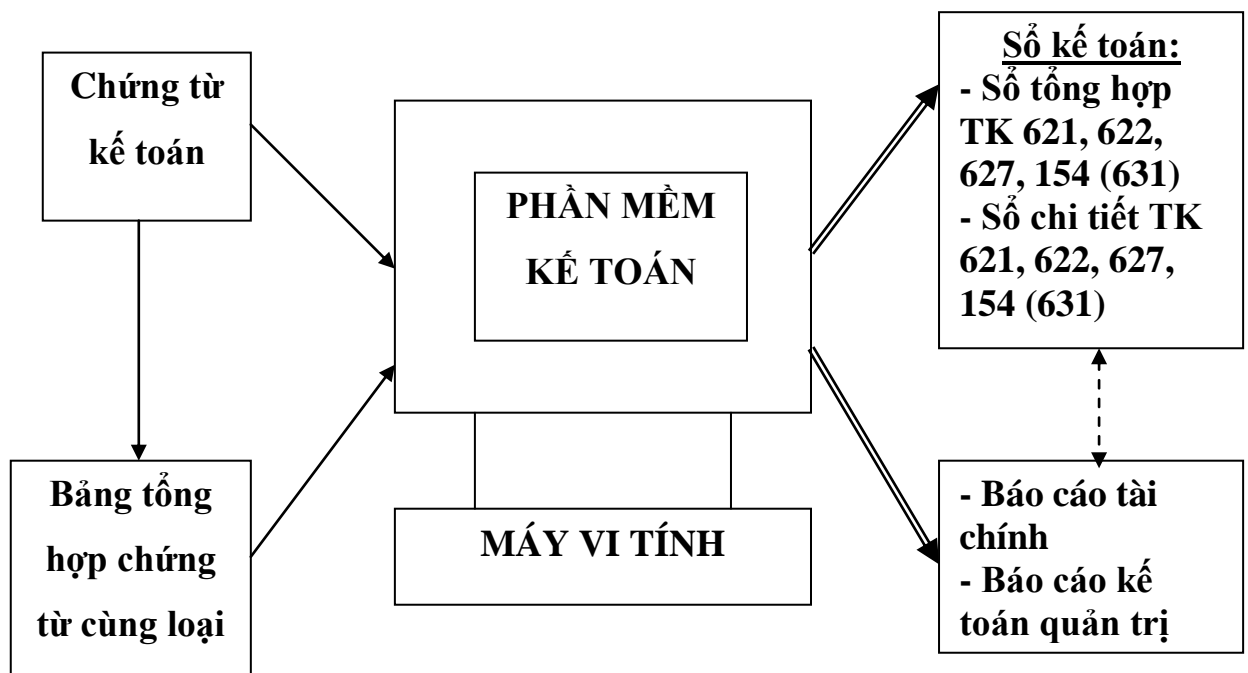 Chứng từ
kế toán
Bảng tổng
hợp chứng
từ cùng loại
PHẦN MỀM
KẾ TOÁN
MÁY VI TÍNH
Sổ kế toán:
- Sổ tổng hợp
TK 621, 622,
627, 154 (631)
- Sổ chi tiết TK
621, 622, 627,
154 (631)
- Báo cáo tài
chính
- Báo cáo kế
toán quản trị